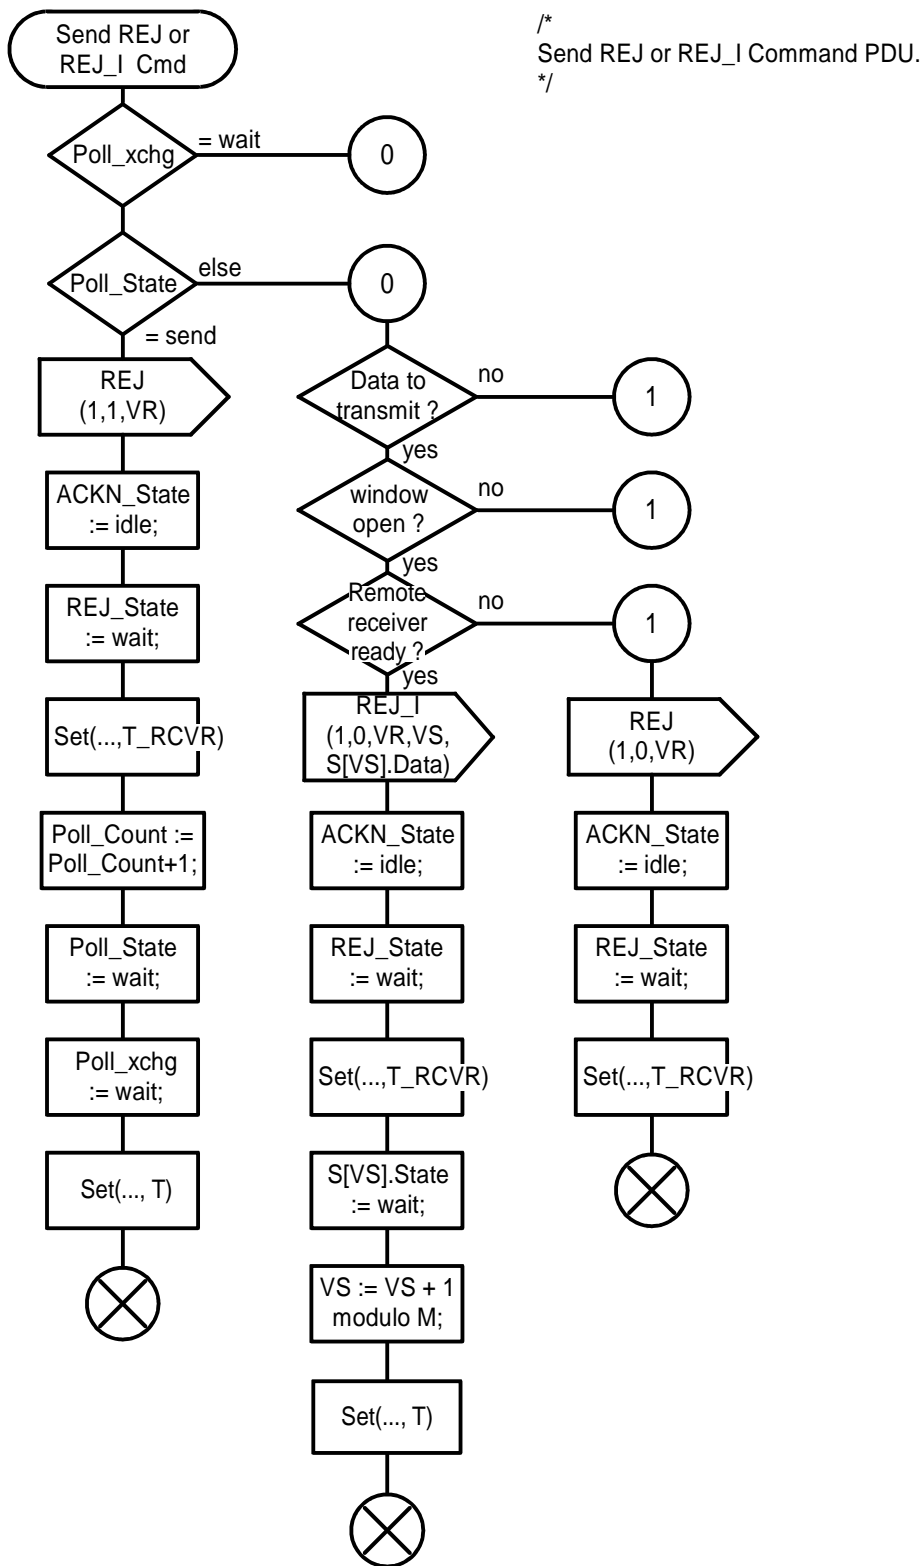 Send REJ or
REJ_I Cmd
/*
Send REJ or REJ_I Command PDU.
*/
Poll_xchg
= wait
0
Poll_State
else
0
= send
REJ
(1,1,VR)
ACKN_State
:= idle;
REJ_State
:= wait;
Set(...,T_RCVR)
Poll_Count :=
Poll_Count+1;
Poll_State
:= wait;
Poll_xchg
:= wait;
Set(..., T)
Data to
transmit ?
no
1
yes
window
open ?
no
1
yes
Remote
receiver
ready ?
no
1
yes
REJ_I
(1,0,VR,VS,
S[VS].Data)
ACKN_State
:= idle;
REJ_State
:= wait;
Set(...,T_RCVR)
S[VS].State
:= wait;
VS := VS + 1
modulo M;
Set(..., T)
REJ
(1,0,VR)
ACKN_State
:= idle;
REJ_State
:= wait;
Set(...,T_RCVR)